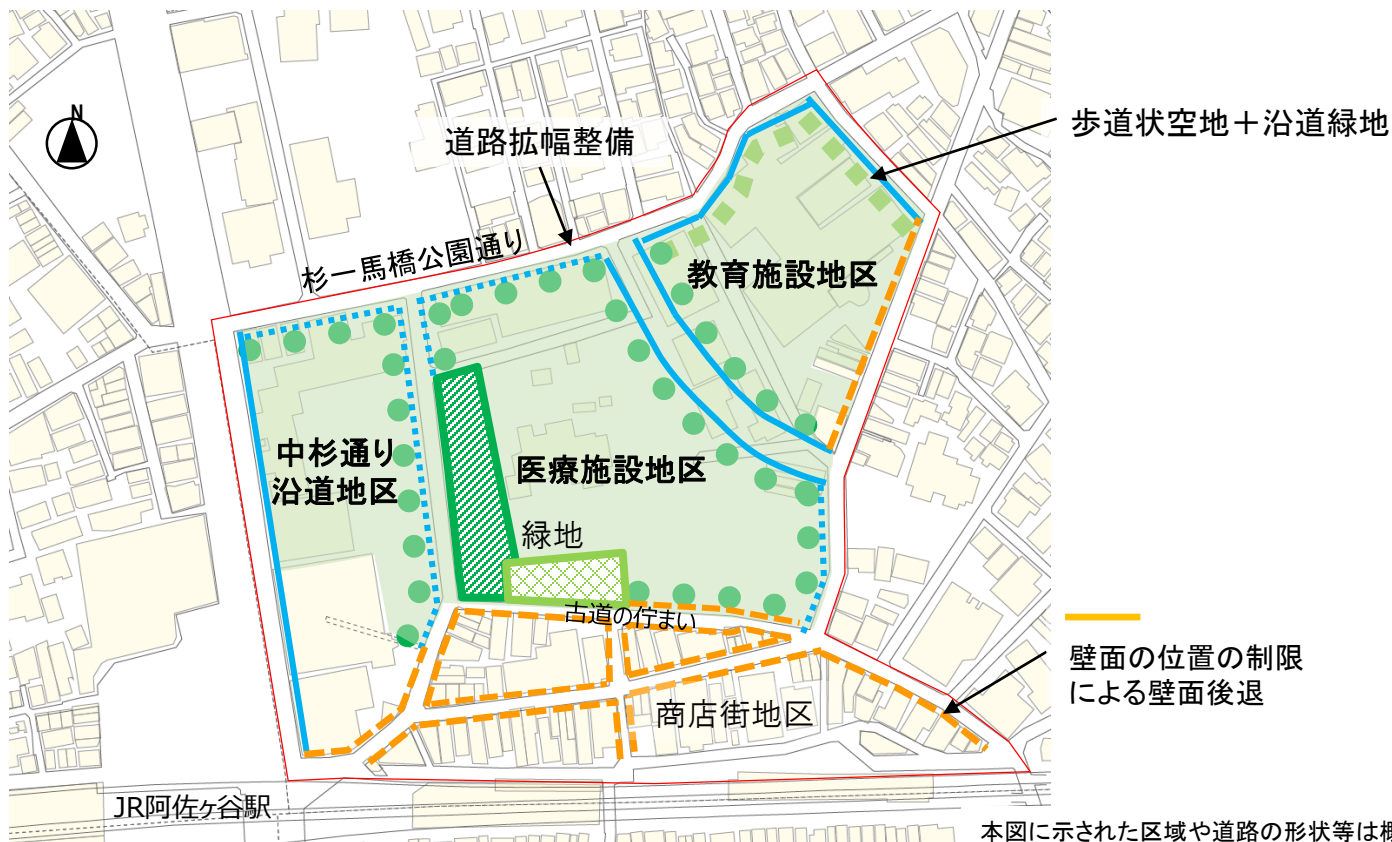 N
道路拡幅整備
歩道状空地＋沿道緑地
杉一馬橋公園通り
教育施設地区
中杉通り
沿道地区
医療施設地区
緑地
古道の佇まい
壁面の位置の制限
による壁面後退
商店街地区
JR阿佐ヶ谷駅
本図に示された区域や道路の形状等は概